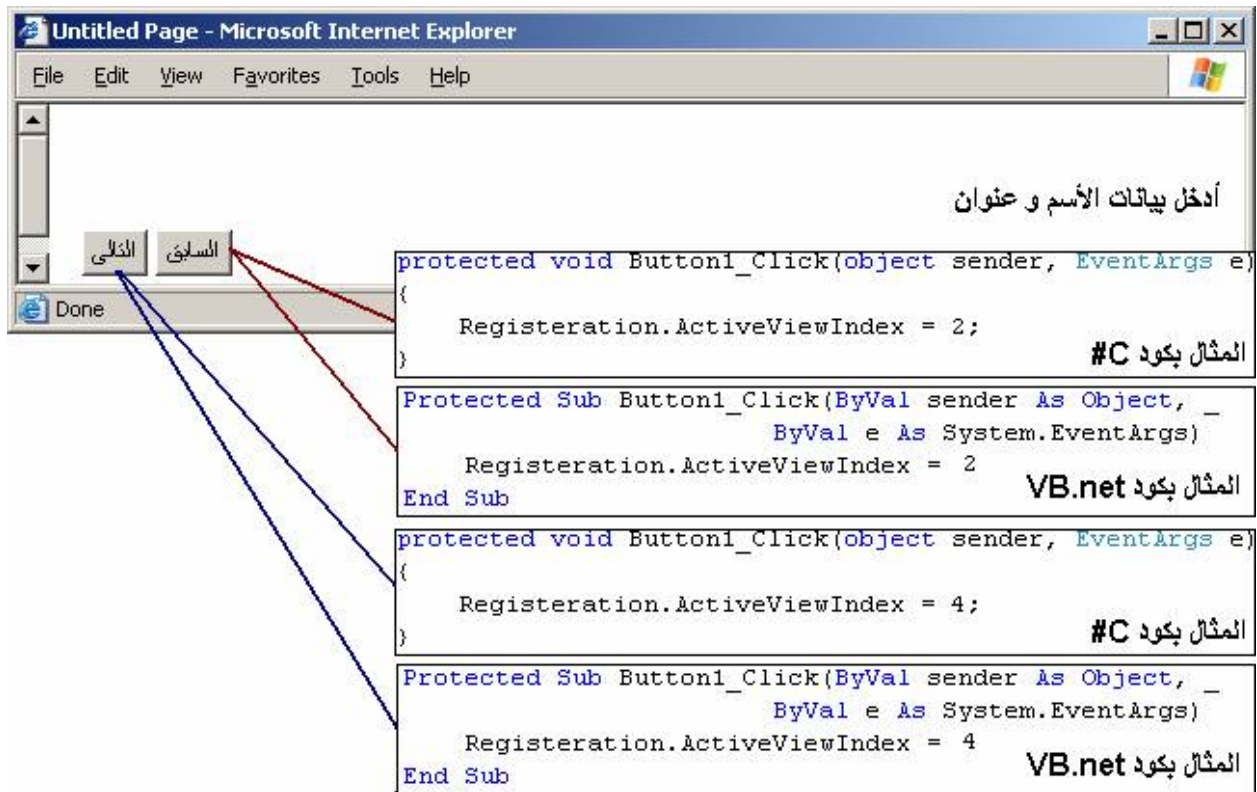 Untitled Page - Microsoft Internet Explorer
File Edit View Favorites Tools Help
أدخل بيانات الأسم و عنوان
السابق
التالى
Done
protected void Button1_Click(object sender, EventArgs e)
{
Registeration.ActiveViewIndex = 2;
}
المثال بكود C#
Protected Sub Button1_Click(ByVal sender As Object, _
ByVal e As System.EventArgs)
Registeration.ActiveViewIndex = 2
End Sub
المثال بكود VB.net
protected void Button1_Click(object sender, EventArgs e)
{
Registeration.ActiveViewIndex = 4;
}
المثال بكود C#
Protected Sub Button1_Click(ByVal sender As Object, _
ByVal e As System.EventArgs)
Registeration.ActiveViewIndex = 4
End Sub
المثال بكود VB.net